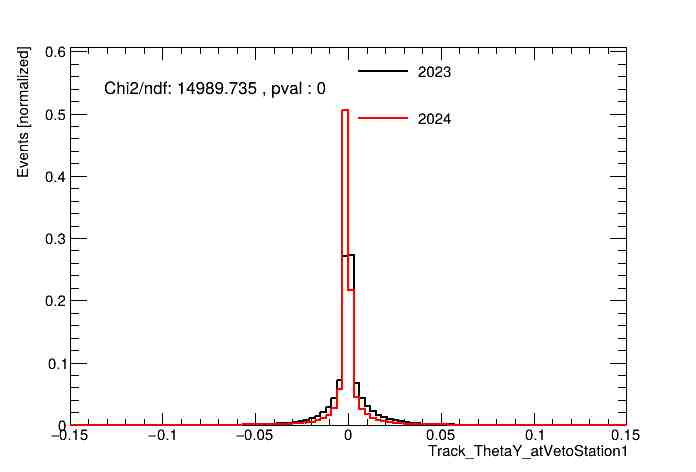 Events [normalized]
0.6
0.5
0.4
0.3
0.2
0.1
0
Chi2/ndf: 14989.735 , pval : 0
2023
2024
−0.15 −0.1 −0.05 0 0.05 0.1 0.15
Track_ThetaY_atVetoStation1